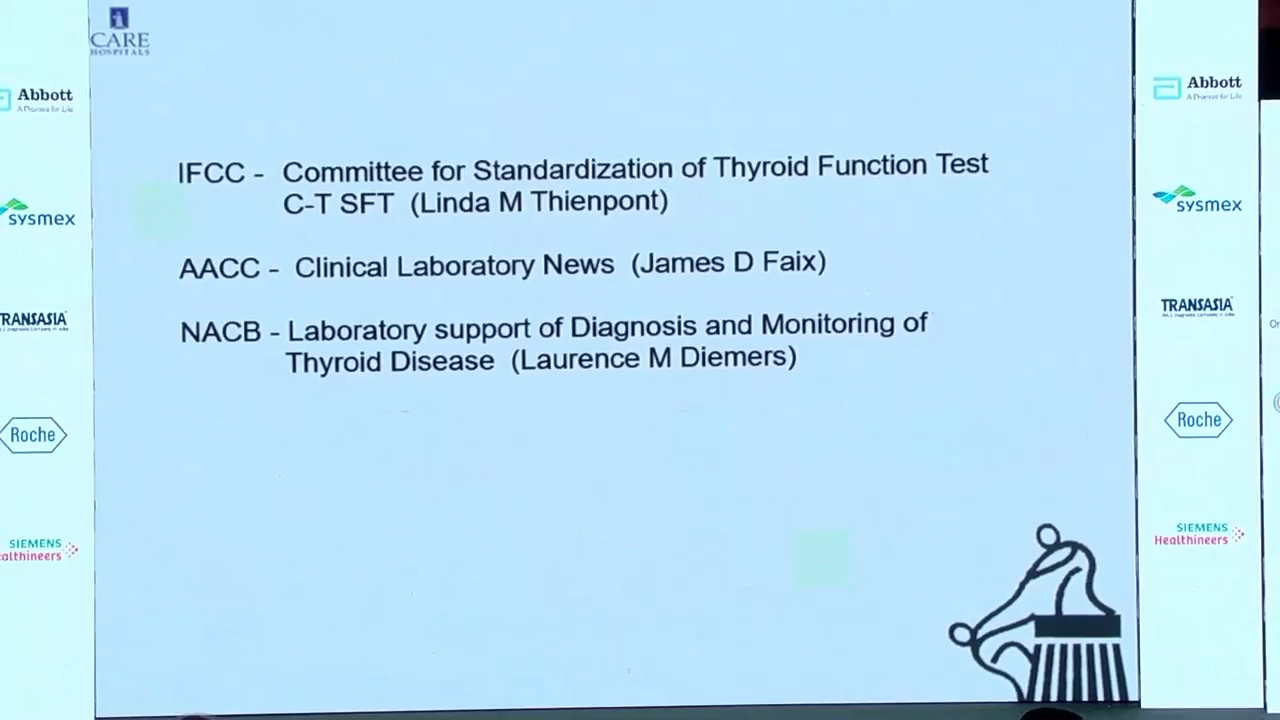 CARE
HOSPITALS
Abbott
sysmex
TRANSASIA
Roche
SIEMENS
Healthineers
IFCC - Committee for Standardization of Thyroid Function Test
C-T SFT (Linda M Thienpont)
AACC - Clinical Laboratory News (James D Faix)
NACB - Laboratory support of Diagnosis and Monitoring of
Thyroid Disease (Laurence M Diemers)
Abbott
sysmex
TRANSASIA
Roche
SIEMENS
Healthineers